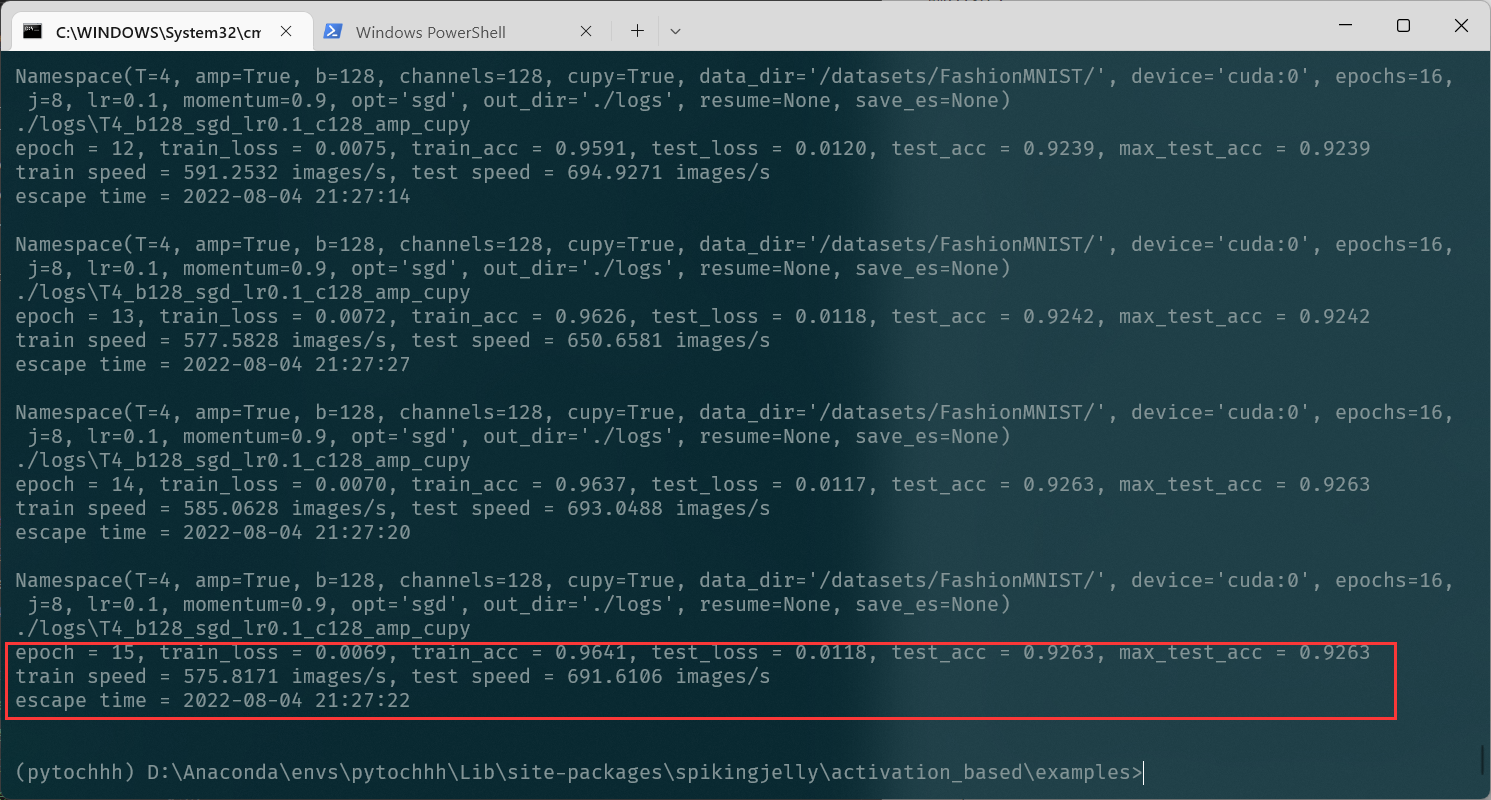 C:\WINDOWS\System32\cm
Windows PowerShell
Namespace(T=4, amp=True, b=128, channels=128, cupy=True, data_dir='/datasets/FashionMNIST/', device='cuda:0', epochs=16,
j=8, lr=0.1, momentum=0.9, opt='sgd', out_dir='./logs', resume=None, save_es=None)
./logs\T4_b128_sgd_lr0.1_c128_amp_cupy
epoch = 12, train_loss = 0.0075, train_acc = 0.9591, test_loss = 0.0120, test_acc = 0.9239, max_test_acc = 0.9239
train speed = 591.2532 images/s, test speed = 694.9271 images/s
escape time = 2022-08-04 21:27:14
Namespace(T=4, amp=True, b=128, channels=128, cupy=True, data_dir='/datasets/FashionMNIST/', device='cuda:0', epochs=16,
j=8, lr=0.1, momentum=0.9, opt='sgd', out_dir='./logs', resume=None, save_es=None)
./logs\T4_b128_sgd_lr0.1_c128_amp_cupy
epoch = 13, train_loss = 0.0072, train_acc = 0.9626, test_loss = 0.0118, test_acc = 0.9242, max_test_acc = 0.9242
train speed = 577.5828 images/s, test speed = 650.6581 images/s
escape time = 2022-08-04 21:27:27
Namespace(T=4, amp=True, b=128, channels=128, cupy=True, data_dir='/datasets/FashionMNIST/', device='cuda:0', epochs=16,
j=8, lr=0.1, momentum=0.9, opt='sgd', out_dir='./logs', resume=None, save_es=None)
./logs\T4_b128_sgd_lr0.1_c128_amp_cupy
epoch = 14, train_loss = 0.0070, train_acc = 0.9637, test_loss = 0.0117, test_acc = 0.9263, max_test_acc = 0.9263
train speed = 585.0628 images/s, test speed = 693.0488 images/s
escape time = 2022-08-04 21:27:20
Namespace(T=4, amp=True, b=128, channels=128, cupy=True, data_dir='/datasets/FashionMNIST/', device='cuda:0', epochs=16,
j=8, lr=0.1, momentum=0.9, opt='sgd', out_dir='./logs', resume=None, save_es=None)
./logs\T4_b128_sgd_lr0.1_c128_amp_cupy
epoch = 15, train_loss = 0.0069, train_acc = 0.9641, test_loss = 0.0118, test_acc = 0.9263, max_test_acc = 0.9263
train speed = 575.8171 images/s, test speed = 691.6106 images/s
escape time = 2022-08-04 21:27:22
(pytochhh) D:\Anaconda\envs\pytochhh\Lib\site-packages\spikingjelly\activation_based\examples>